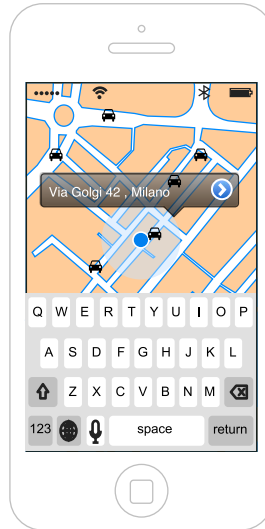 Via Golgi 42 , Milano
Q W E R T Y U I O P
A S D F G H J K L
Z X C V B N M
123 space return